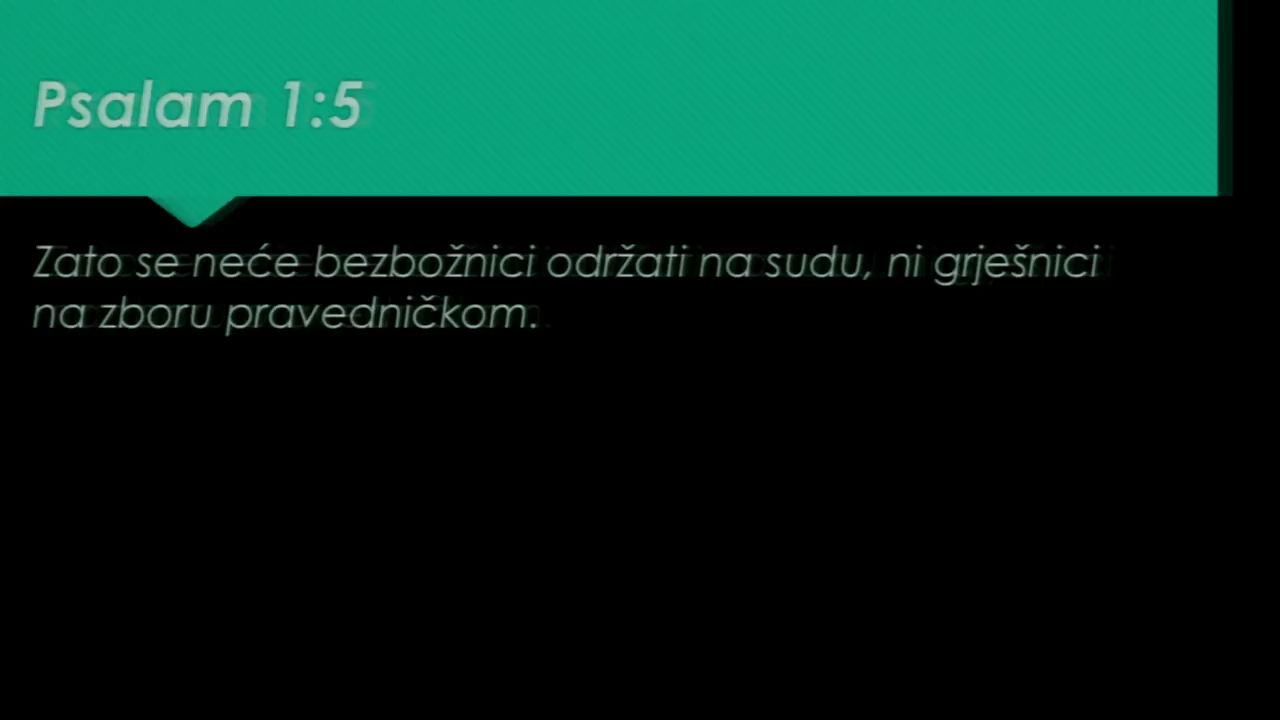 Psalam 1:5
Zato se neće bezbožnici održati na sudu, ni grješnici
na zboru pravedničkom.